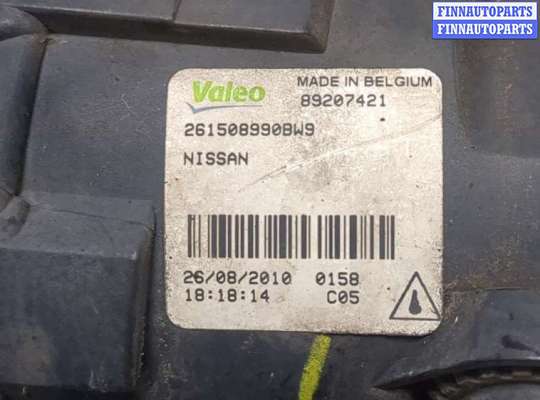 FINNAUTOPARTS
FINNAUTOPARTS
Valeo
MADE IN BELGIUM
89207421
261508990BW9
NISSAN
26/08/2010 0158
18:18:14 C05